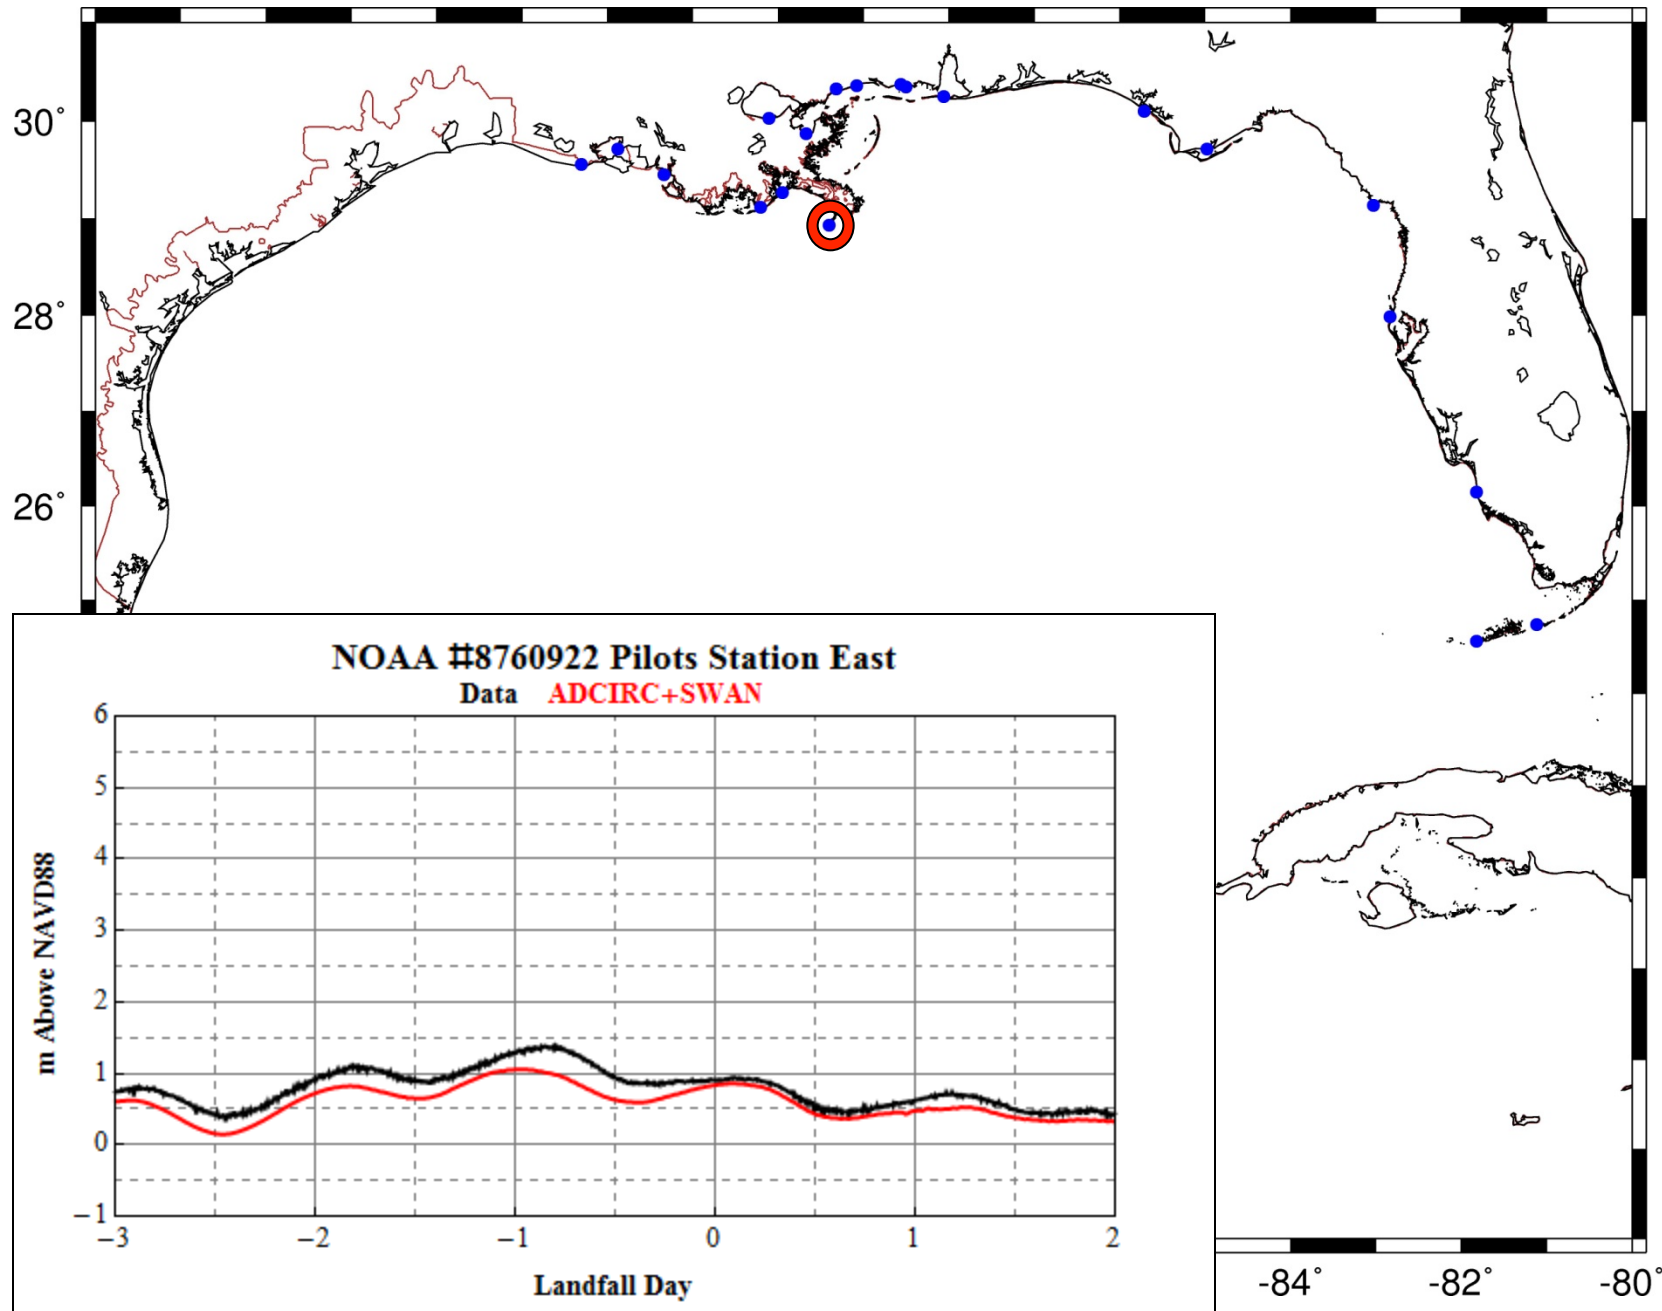 30°
28°
26°
NOAA #8760922 Pilots Station East
Data ADCIRC+SWAN
6
5
4
3
2
1
0
−1
m Above NAVD88
−3 −2 −1 0 1 2
Landfall Day
-84° -82° -80°